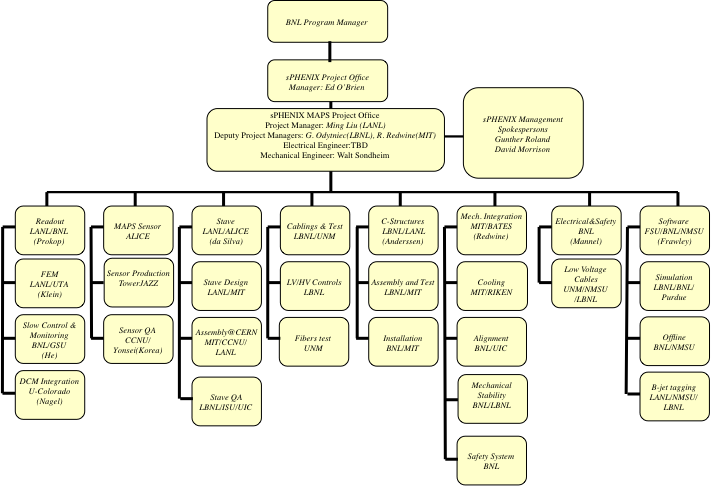 BNL Program Manager
sPHENIX Project Office
Manager: Ed O'Brien
sPHENIX MAPS Project Office
Project Manager: Ming Liu (LANL)
Deputy Project Managers: G. Odytniec(LBNL), R. Redwine(MIT)
Electrical Engineer:TBD
Mechanical Engineer: Walt Sondheim
sPHENIX Management
Spokespersons
Gunther Roland
David Morrison
Readout
LANL/BNL
(Prokop)
FEM
LANL/UTA
(Klein)
Slow Control &
Monitoring
BNL/GSU
(He)
DCM Integration
U-Colorado
(Nagel)
MAPS Sensor
ALICE
Sensor Production
TowerJAZZ
Sensor QA
CCNU/
Yonsei(Korea)
Stave
LANL/ALICE
(da Silva)
Stave Design
LANL/MIT
Assembly@CERN
MIT/CCNU/
LANL
Stave QA
LBNL/ISU/UIC
Cablings & Test
LBNL/UNM
LV/HV Controls
LBNL
Fibers test
UNM
C-Structures
LBNL/LANL
(Anderssen)
Assembly and Test
LBNL/MIT
Installation
BNL/MIT
Mech. Integration
MIT/BATES
(Redwine)
Cooling
MIT/RIKEN
Alignment
BNL/UIC
Mechanical
Stability
BNL/LBNL
Safety System
BNL
Electrical&Safety
BNL
(Mannel)
Low Voltage
Cables
UNM/NMSU
/LBNL
Software
FSU/BNL/NMSU
(Frawley)
Simulation
LBNL/BNL/
Purdue
Offline
BNL/NMSU
B-jet tagging
LANL/NMSU/
LBNL